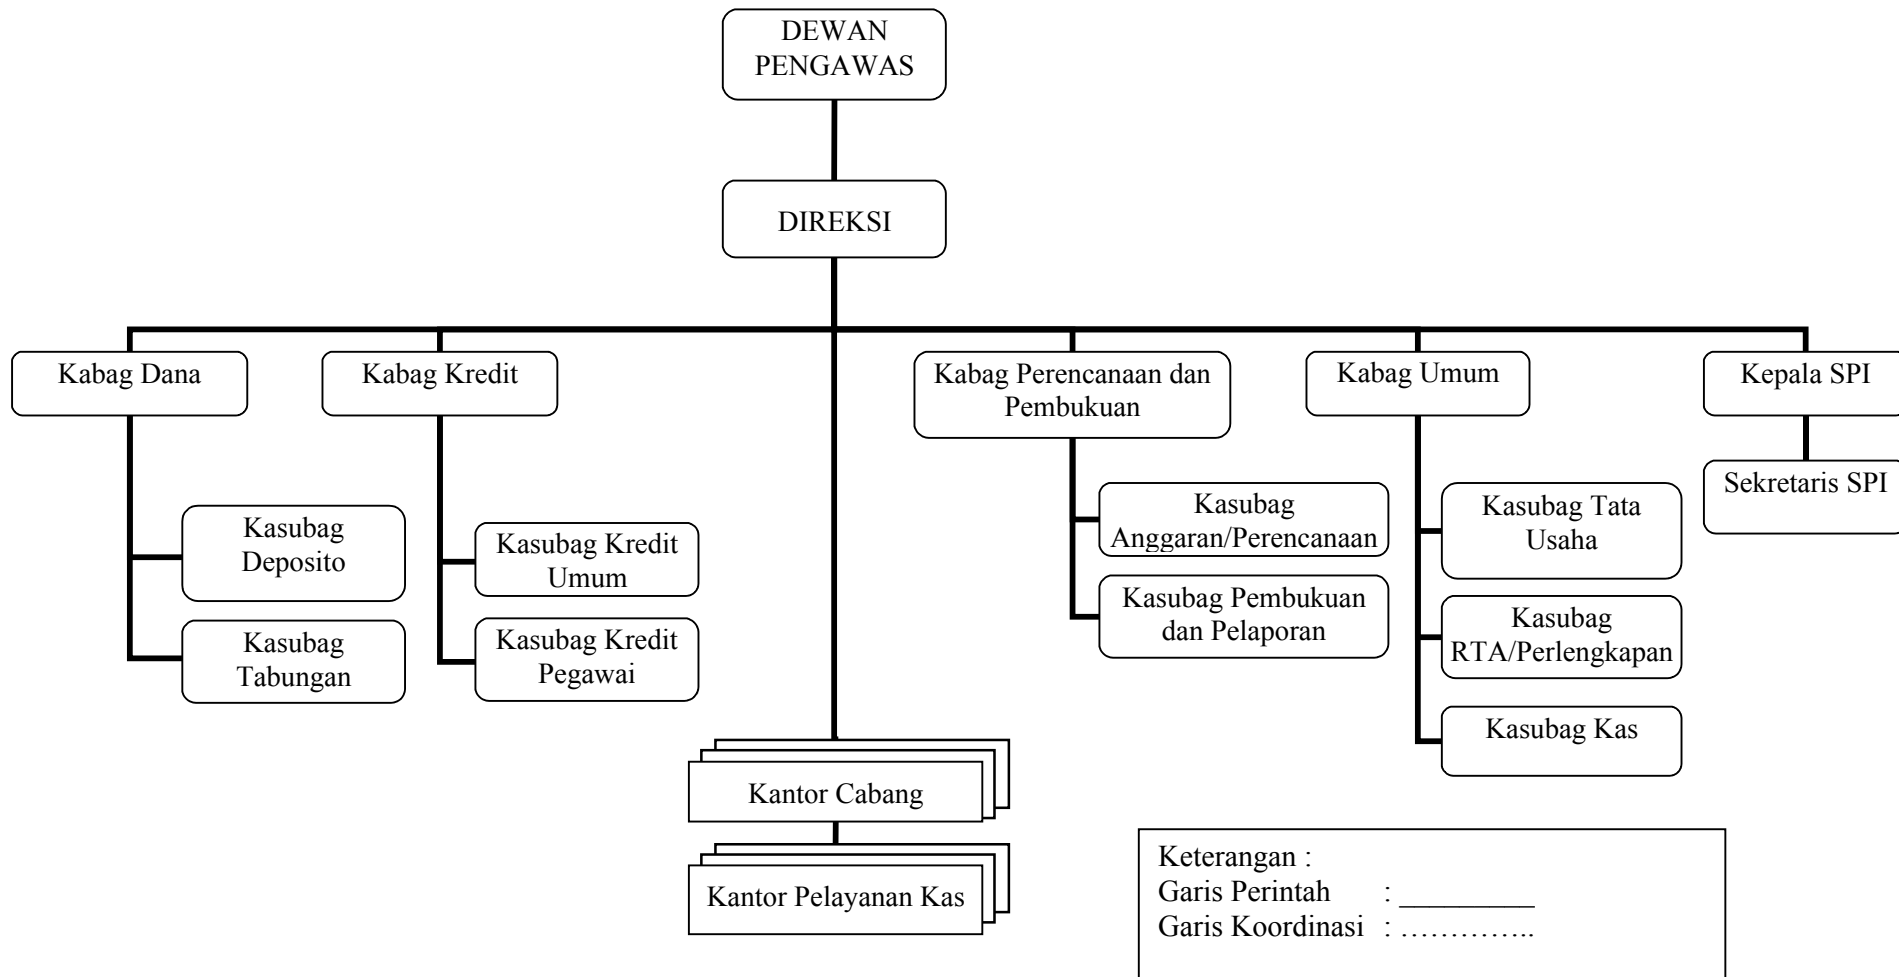 DEWAN
PENGAWAS
DIREKSI
Kabag Dana
Kabag Kredit
Kabag Perencanaan dan
Pembukuan
Kabag Umum
Kepala SPI
Kasubag
Deposito
Kasubag
Tabungan
Kasubag Kredit
Umum
Kasubag Kredit
Pegawai
Kasubag
Anggaran/Perencanaan
Kasubag Pembukuan
dan Pelaporan
Kasubag Tata
Usaha
Kasubag
RTA/Perlengkapan
Kasubag Kas
Sekretaris SPI
Kantor Cabang
Kantor Pelayanan Kas
Keterangan :
Garis Perintah : _________
Garis Koordinasi : …………..